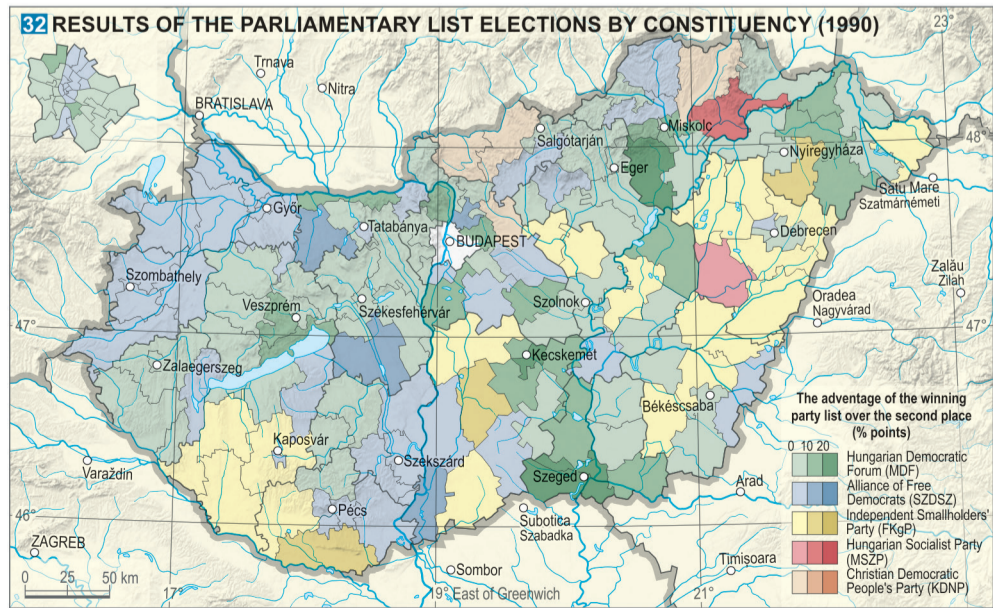 32 RESULTS OF THE PARLIAMENTARY LIST ELECTIONS BY CONSTITUENCY (1990)
23°
Trnava
Nitra
BRATISLAVA
Salgótarján
Miskolc
48°
Nyíregyháza
Eger
Satu Mare
Szatmárnémeti
Győr
Tatabánya
BUDAPEST
Debrecen
Szombathely
Zalău
Zilah
Veszprém
Székesfehérvár
Szolnok
Oradea
Nagyvárad
47°
47°
Kecskemét
Zalaegerszeg
Békéscsaba
Kaposvár
Szekszárd
Varaždin
Szeged
Arad
Pécs
46°
Subotica
Szabadka
ZAGREB
Sombor
Timișoara
0 25 50 km
17°
19° East of Greenwich
21°
The advantage of the winning
party list over the second place
(% points)
0 10 20
Hungarian Democratic
Forum (MDF)
Alliance of Free
Democrats (SZDSZ)
Independent Smallholders'
Party (FKgP)
Hungarian Socialist Party
(MSZP)
Christian Democratic
People's Party (KDNP)